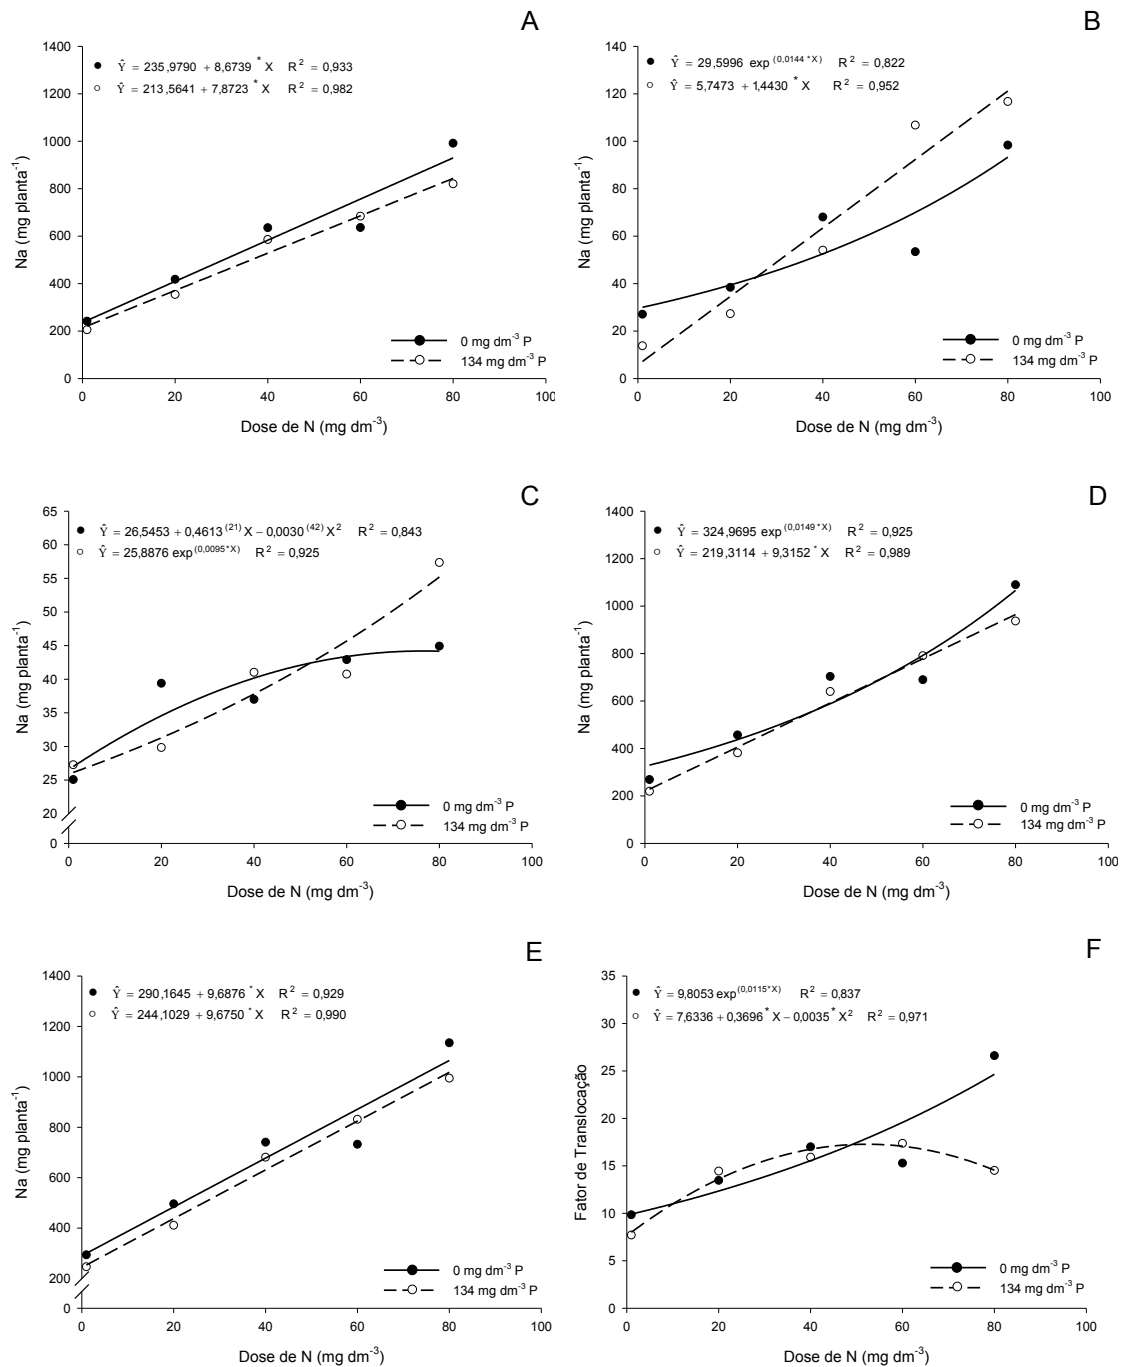 A
1400
1200
1000
800
600
400
200
0
Na (mg planta⁻¹)
Ŷ = 235,9790 + 8,6739 * X R² = 0,933
Ŷ = 213,5641 + 7,8723 * X R² = 0,982
0 mg dm⁻³ P
134 mg dm⁻³ P
0 20 40 60 80 100
Dose de N (mg dm⁻³)
B
140
120
100
80
60
40
20
0
Na (mg planta⁻¹)
Ŷ = 29,5996 exp⁽⁰,⁰¹⁴⁴ *ˣ⁾ R² = 0,822
Ŷ = 5,7473 + 1,4430 * X R² = 0,952
0 mg dm⁻³ P
134 mg dm⁻³ P
0 20 40 60 80 100
Dose de N (mg dm⁻³)
C
65
60
55
50
45
40
35
30
25
20
0
Na (mg planta⁻¹)
Ŷ = 26,5453 + 0,4613 ⁽²¹⁾ X − 0,0030 ⁽⁴²⁾ X² R² = 0,843
Ŷ = 25,8876 exp⁽⁰,⁰⁰⁹⁵*ˣ⁾ R² = 0,925
0 mg dm⁻³ P
134 mg dm⁻³ P
0 20 40 60 80 100
Dose de N (mg dm⁻³)
D
1400
1200
1000
800
600
400
200
0
Na (mg planta⁻¹)
Ŷ = 324,9695 exp⁽⁰,⁰¹⁴⁹*ˣ⁾ R² = 0,925
Ŷ = 219,3114 + 9,3152 * X R² = 0,989
0 mg dm⁻³ P
134 mg dm⁻³ P
0 20 40 60 80 100
Dose de N (mg dm⁻³)
E
1400
1200
1000
800
600
400
200
0
Na (mg planta⁻¹)
Ŷ = 290,1645 + 9,6876 * X R² = 0,929
Ŷ = 244,1029 + 9,6750 * X R² = 0,990
0 mg dm⁻³ P
134 mg dm⁻³ P
0 20 40 60 80 100
Dose de N (mg dm⁻³)
F
35
30
25
20
15
10
5
0
Fator de Translocação
Ŷ = 9,8053 exp⁽⁰,⁰¹¹⁵*ˣ⁾ R² = 0,837
Ŷ = 7,6336 + 0,3696 * X − 0,0035 * X² R² = 0,971
0 mg dm⁻³ P
134 mg dm⁻³ P
0 20 40 60 80 100
Dose de N (mg dm⁻³)